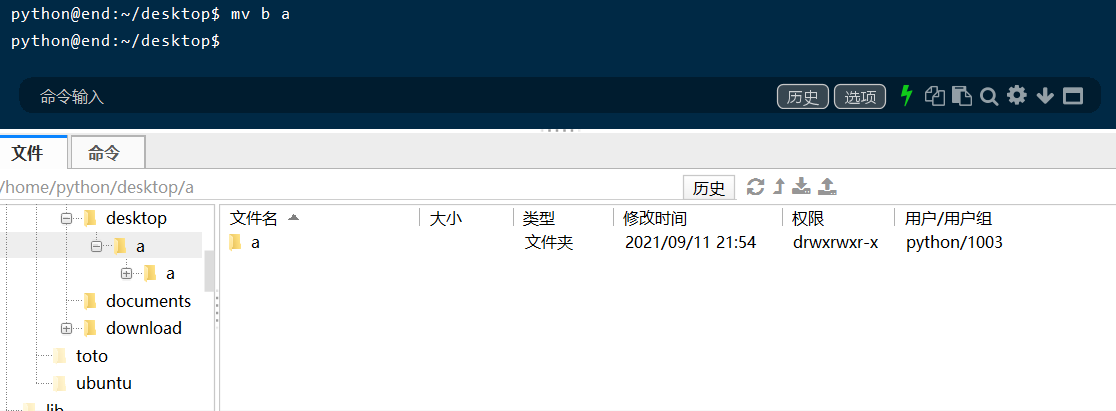 python@end:~/desktop$ mv b a
python@end:~/desktop$
命令输入 历史 选项
文件 命令
/home/python/desktop/a 历史
desktop
a
a
documents
download
toto
ubuntu
lib
文件名 大小 类型 修改时间 权限 用户/用户组
a 文件夹 2021/09/11 21:54 drwxrwxr-x python/1003